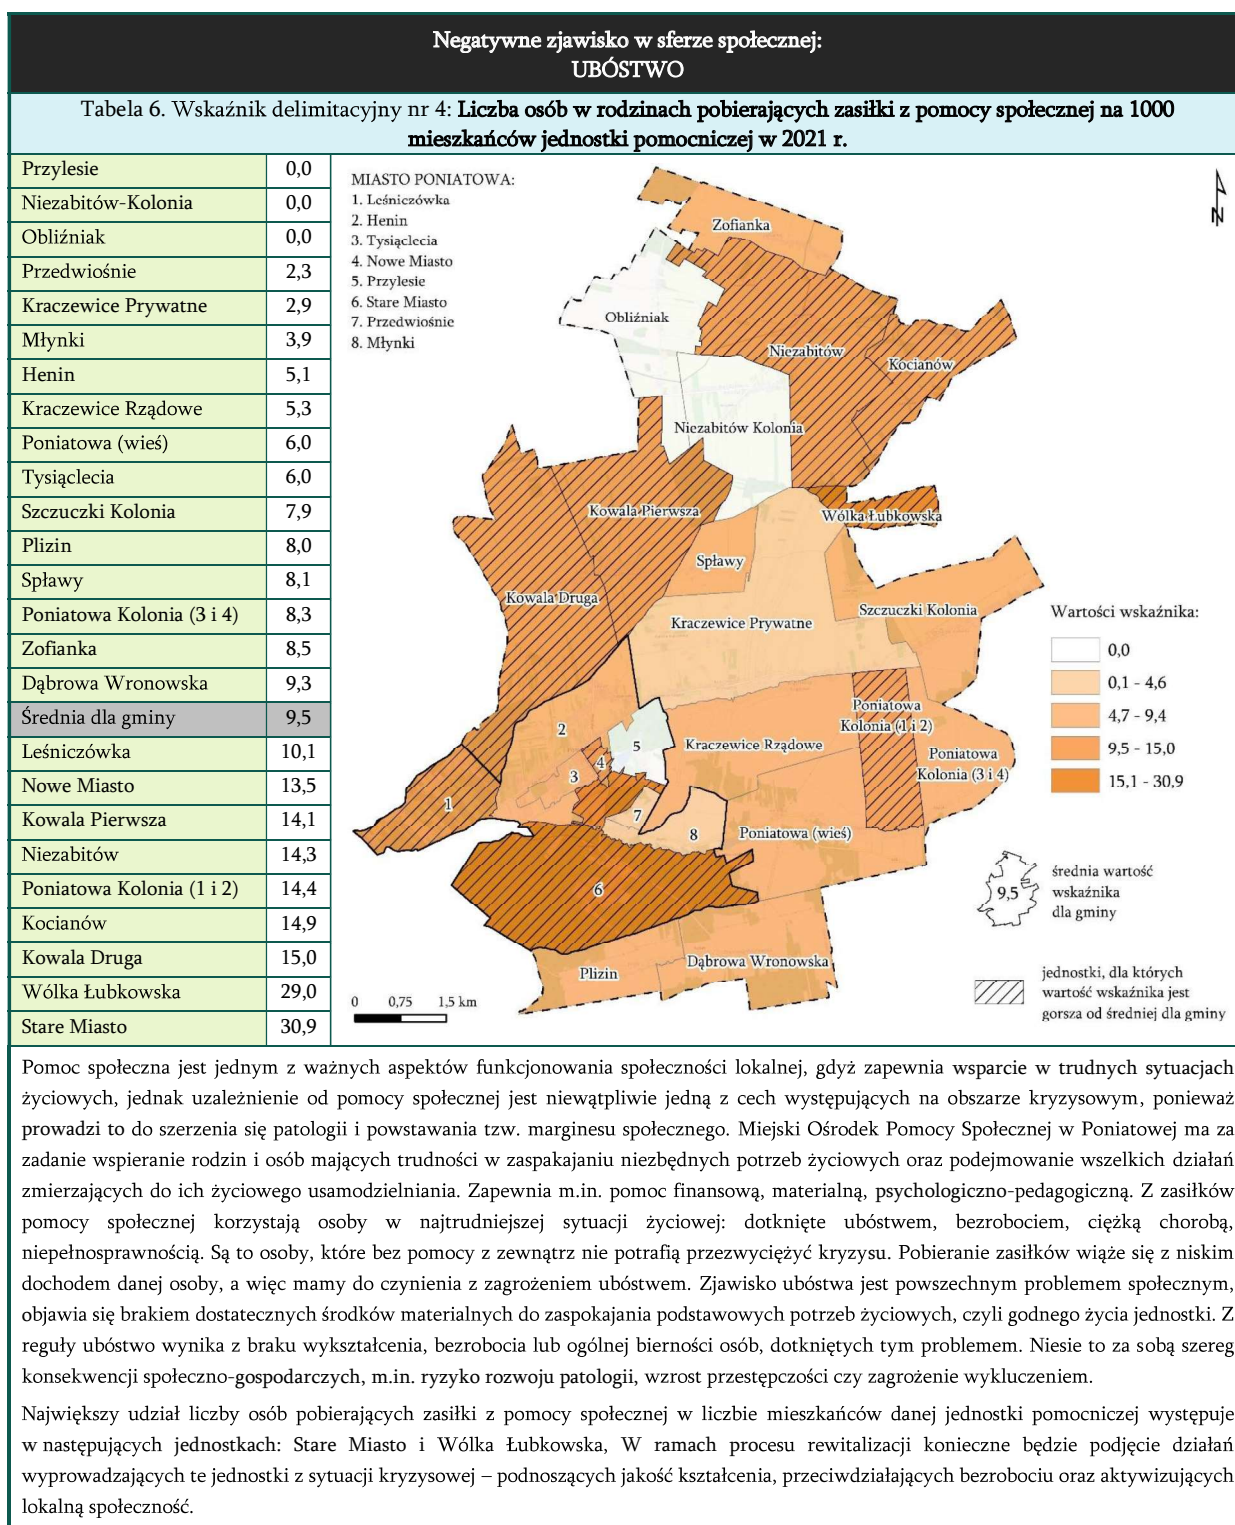 Negatywne zjawisko w sferze społecznej:
UBÓSTWO
Tabela 6. Wskaźnik delimitacyjny nr 4: Liczba osób w rodzinach pobierających zasiłki z pomocy społecznej na 1000
mieszkańców jednostki pomocniczej w 2021 r.
Przylesie 0,0
Niezabitów-Kolonia 0,0
Obliźniak 0,0
Przedwiośnie 2,3
Kraczewice Prywatne 2,9
Młynki 3,9
Henin 5,1
Kraczewice Rządowe 5,3
Poniatowa (wieś) 6,0
Tysiąclecia 6,0
Szczuczki Kolonia 7,9
Plizin 8,0
Spławy 8,1
Poniatowa Kolonia (3 i 4) 8,3
Zofianka 8,5
Dąbrowa Wronowska 9,3
Średnia dla gminy 9,5
Leśniczówka 10,1
Nowe Miasto 13,5
Kowala Pierwsza 14,1
Niezabitów 14,3
Poniatowa Kolonia (1 i 2) 14,4
Kocianów 14,9
Kowala Druga 15,0
Wólka Łubkowska 29,0
Stare Miasto 30,9
MIASTO PONIATOWA:
1. Leśniczówka
2. Henin
3. Tysiąclecia
4. Nowe Miasto
5. Przylesie
6. Stare Miasto
7. Przedwiośnie
8. Młynki
N
Zofianka
Obliźniak
Niezabitów
Kocianów
Niezabitów Kolonia
Kowala Pierwsza
Wólka Łubkowska
Spławy
Kowala Druga
Szczuczki Kolonia
Kraczewice Prywatne
Poniatowa
Kolonia (1 i 2)
2
5
Kraczewice Rządowe
Poniatowa
Kolonia (3 i 4)
4
3
1
7
8
Poniatowa (wieś)
6
Dąbrowa Wronowska
Plizin
0 0,75 1,5 km
Wartości wskaźnika:
0,0
0,1 - 4,6
4,7 - 9,4
9,5 - 15,0
15,1 - 30,9
9,5
średnia wartość
wskaźnika
dla gminy
jednostki, dla których
wartość wskaźnika jest
gorsza od średniej dla gminy
Pomoc społeczna jest jednym z ważnych aspektów funkcjonowania społeczności lokalnej, gdyż zapewnia wsparcie w trudnych sytuacjach
życiowych, jednak uzależnienie od pomocy społecznej jest niewątpliwie jedną z cech występujących na obszarze kryzysowym, ponieważ
prowadzi to do szerzenia się patologii i powstawania tzw. marginesu społecznego. Miejski Ośrodek Pomocy Społecznej w Poniatowej ma za
zadanie wspieranie rodzin i osób mających trudności w zaspakajaniu niezbędnych potrzeb życiowych oraz podejmowanie wszelkich działań
zmierzających do ich życiowego usamodzielniania. Zapewnia m.in. pomoc finansową, materialną, psychologiczno-pedagogiczną. Z zasiłków
pomocy społecznej korzystają osoby w najtrudniejszej sytuacji życiowej: dotknięte ubóstwem, bezrobociem, ciężką chorobą,
niepełnosprawnością. Są to osoby, które bez pomocy z zewnątrz nie potrafią przezwyciężyć kryzysu. Pobieranie zasiłków wiąże się z niskim
dochodem danej osoby, a więc mamy do czynienia z zagrożeniem ubóstwem. Zjawisko ubóstwa jest powszechnym problemem społecznym,
objawia się brakiem dostatecznych środków materialnych do zaspokajania podstawowych potrzeb życiowych, czyli godnego życia jednostki. Z
reguły ubóstwo wynika z braku wykształcenia, bezrobocia lub ogólnej bierności osób, dotkniętych tym problemem. Niesie to za sobą szereg
konsekwencji społeczno-gospodarczych, m.in. ryzyko rozwoju patologii, wzrost przestępczości czy zagrożenie wykluczeniem.
Największy udział liczby osób pobierających zasiłki z pomocy społecznej w liczbie mieszkańców danej jednostki pomocniczej występuje
w następujących jednostkach: Stare Miasto i Wólka Łubkowska, W ramach procesu rewitalizacji konieczne będzie podjęcie działań
wyprowadzających te jednostki z sytuacji kryzysowej – podnoszących jakość kształcenia, przeciwdziałających bezrobociu oraz aktywizujących
lokalną społeczność.